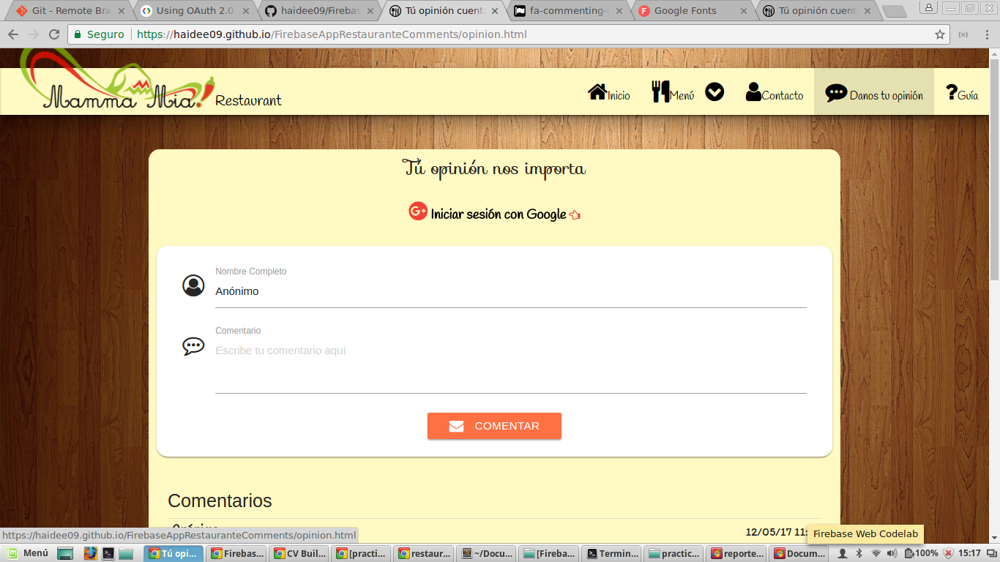 Git - Remote Bra
Using OAuth 2.0
haidee09/Firebas
Tú opinión cuent
fa-commenting-
Google Fonts
Tú opinión cuent
Seguro https://haidee09.github.io/FirebaseAppRestauranteComments/opinion.html
Mamma Mia! Restaurant
Inicio
Menú
Contacto
Danos tu opinión
?Guía
Tú opinión nos importa
G+ Iniciar sesión con Google
Nombre Completo
Anónimo
Comentario
Escribe tu comentario aquí
COMENTAR
Comentarios
12/05/17 11:
https://haidee09.github.io/FirebaseAppRestauranteComments/opinion.html
Firebase Web Codelab
Menú
Tú opi...
Firebas...
CV Buil...
[practi...
restaur...
~/Docu...
[Fireba...
Termin...
practic...
reporte...
Docum...
100%
15:17